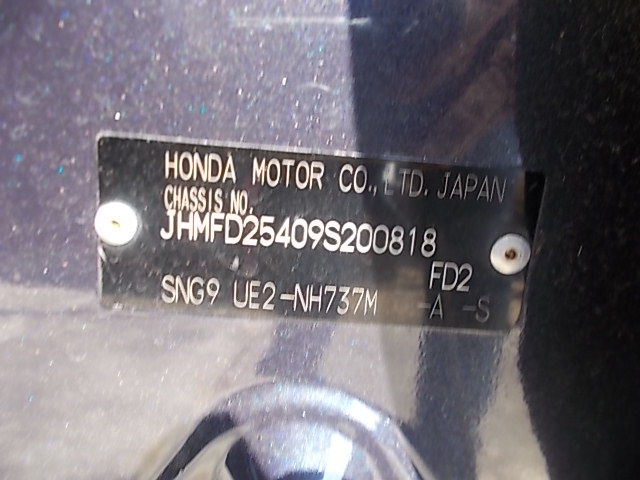 HONDA MOTOR CO., LTD. JAPAN
CHASSIS NO.
JHMFD25409S200818
FD2
SNG9 UE2-NH737M -A -S